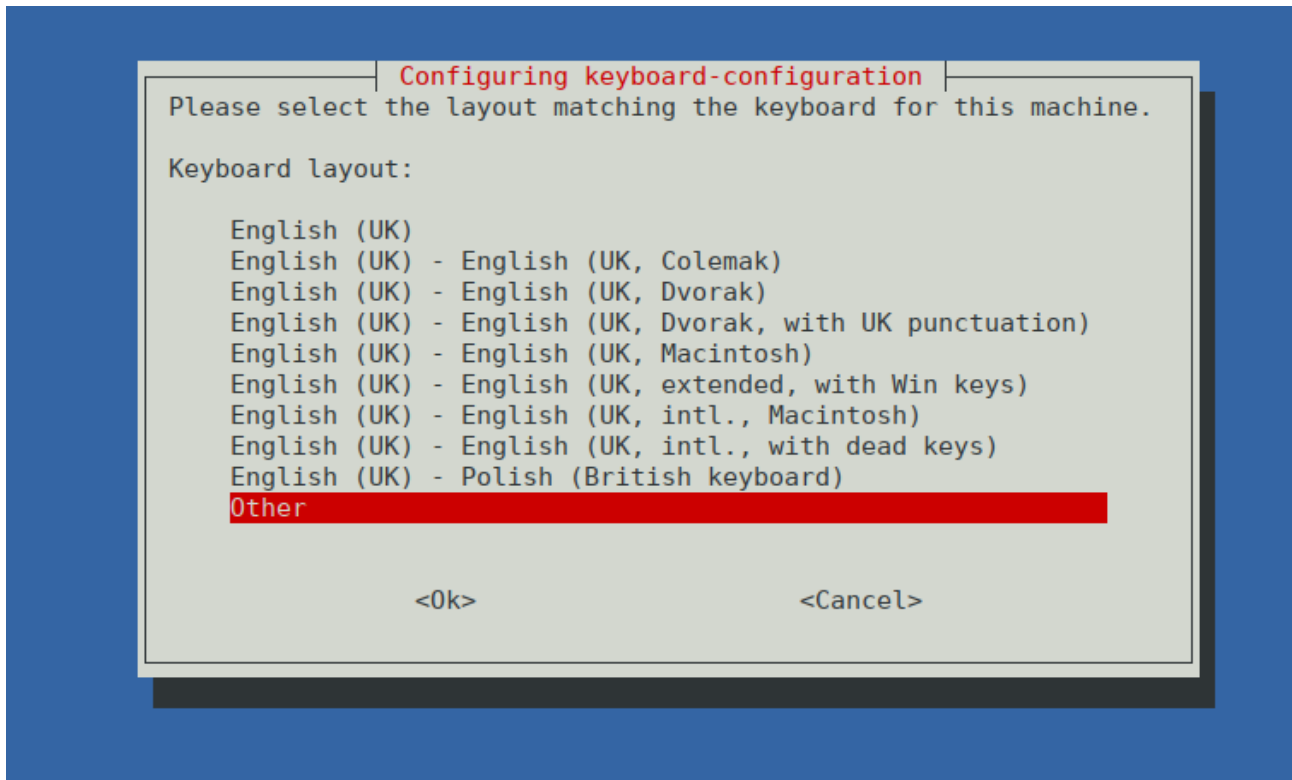 Configuring keyboard-configuration
Please select the layout matching the keyboard for this machine.
Keyboard layout:
English (UK)
English (UK) - English (UK, Colemak)
English (UK) - English (UK, Dvorak)
English (UK) - English (UK, Dvorak, with UK punctuation)
English (UK) - English (UK, Macintosh)
English (UK) - English (UK, extended, with Win keys)
English (UK) - English (UK, intl., Macintosh)
English (UK) - English (UK, intl., with dead keys)
English (UK) - Polish (British keyboard)
Other
<Ok> <Cancel>